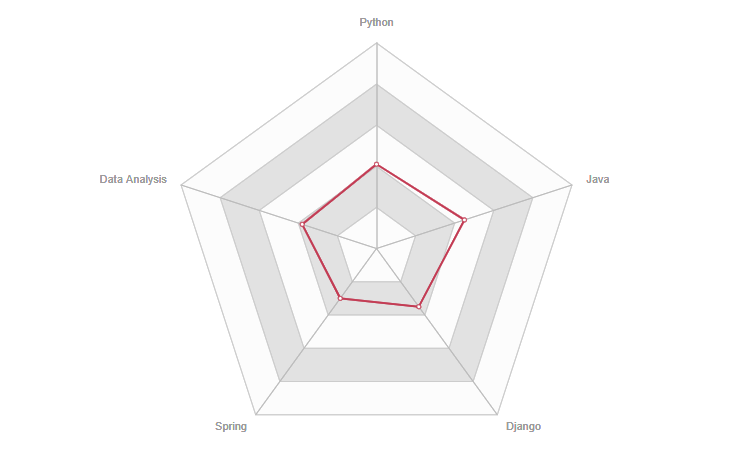 Python
Java
Data Analysis
Spring
Django